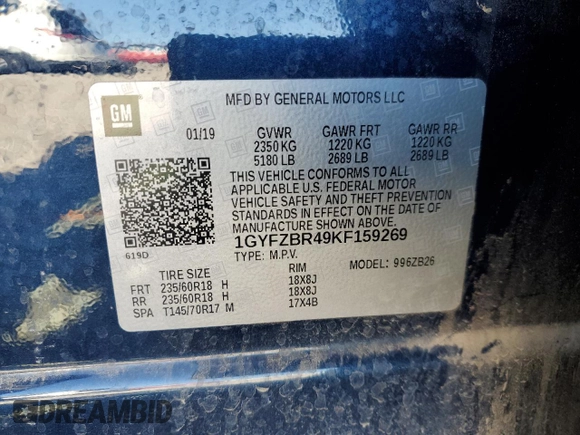 MFD BY GENERAL MOTORS LLC
GM
01/19 GVWR GAWR FRT GAWR RR
2350 KG 1220 KG 1220 KG
5180 LB 2689 LB 2689 LB
THIS VEHICLE CONFORMS TO ALL
APPLICABLE U.S. FEDERAL MOTOR
VEHICLE SAFETY AND THEFT PREVENTION
STANDARDS IN EFFECT ON THE DATE OF
MANUFACTURE SHOWN ABOVE.
1GYFZBR49KF159269
619D
TYPE: M.P.V. MODEL: 996ZB26
TIRE SIZE RIM
FRT 235/60R18 H 18X8J
RR 235/60R18 H 18X8J
SPA T145/70R17 M 17X4B
DREAMBID